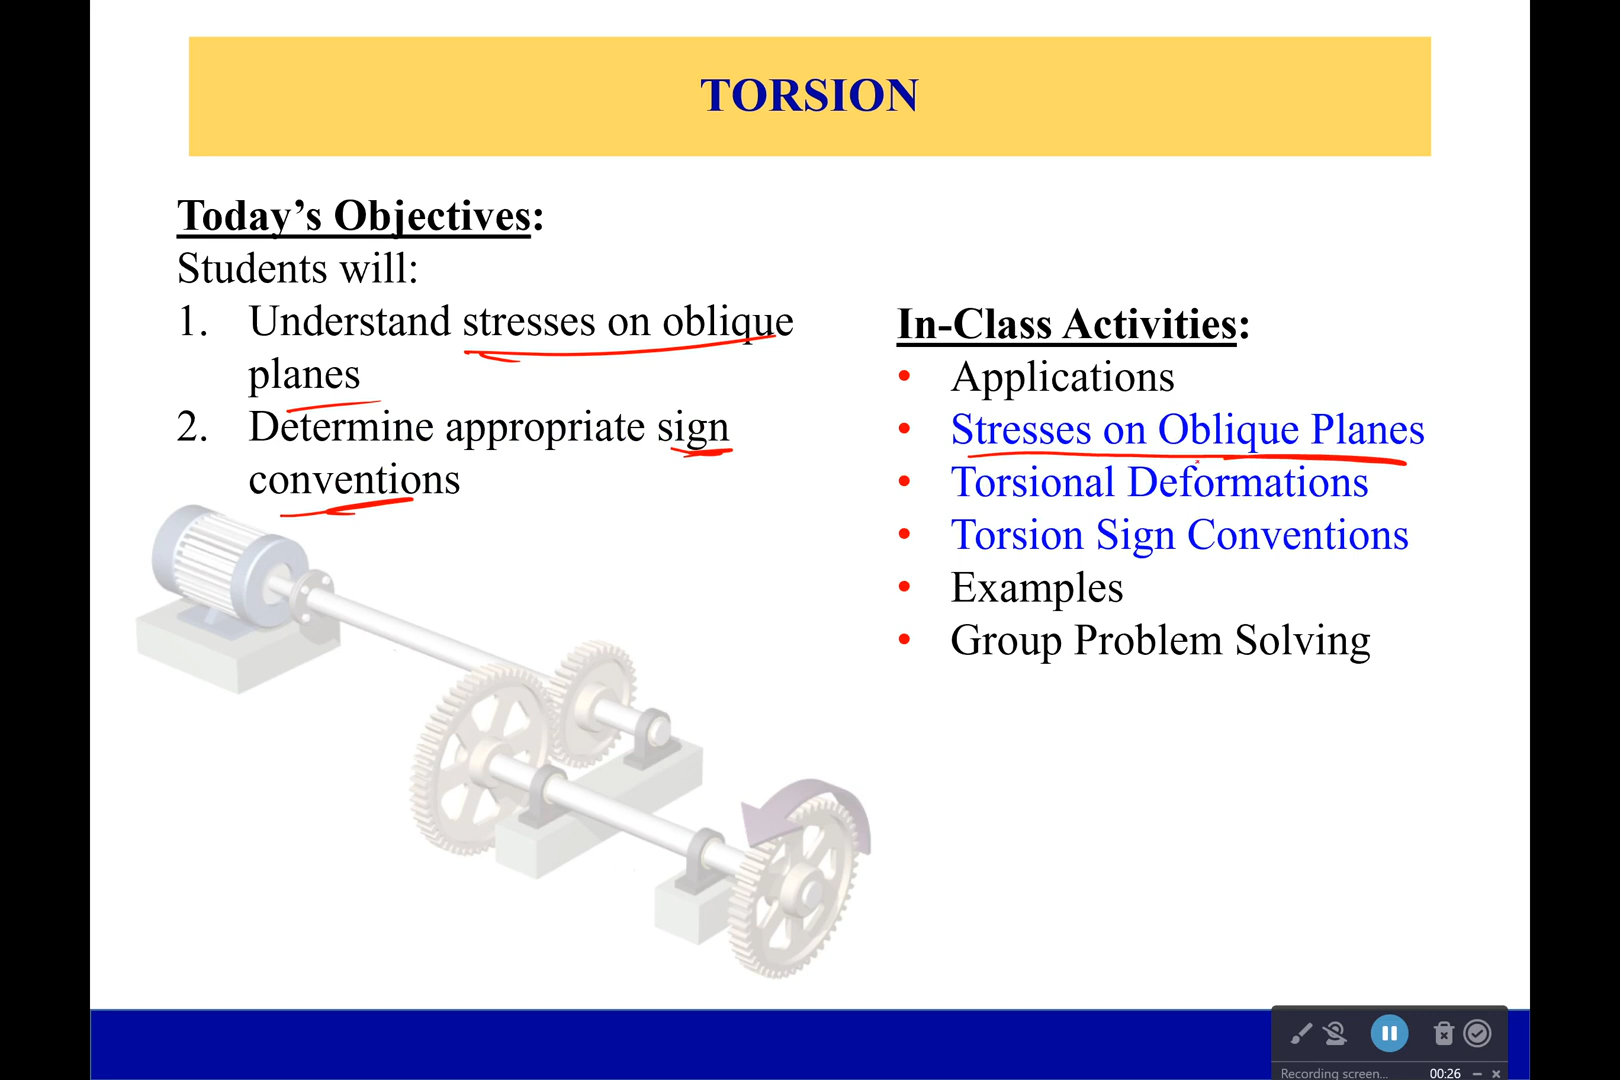 TORSION
Today’s Objectives:
Students will:
1. Understand stresses on oblique
planes
2. Determine appropriate sign
conventions
In-Class Activities:
• Applications
• Stresses on Oblique Planes
• Torsional Deformations
• Torsion Sign Conventions
• Examples
• Group Problem Solving
Recording screen... 00:26